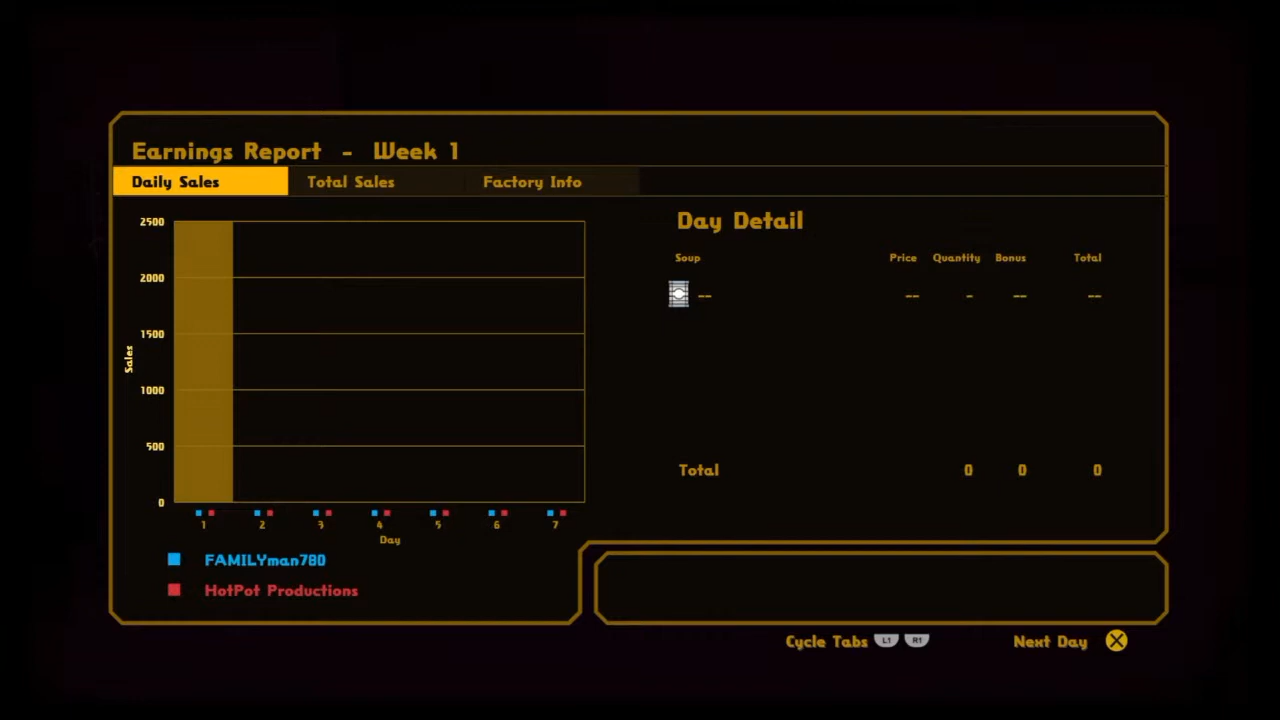 Earnings Report - Week 1
Daily Sales Total Sales Factory Info
2500
2000
1500
1000
500
0
Sales
1 2 3 4 5 6 7
Day
FAMILYman780
HotPot Productions
Day Detail
Soup Price Quantity Bonus Total
-- -- - -- --
Total 0 0 0
Cycle Tabs L1 R1 Next Day